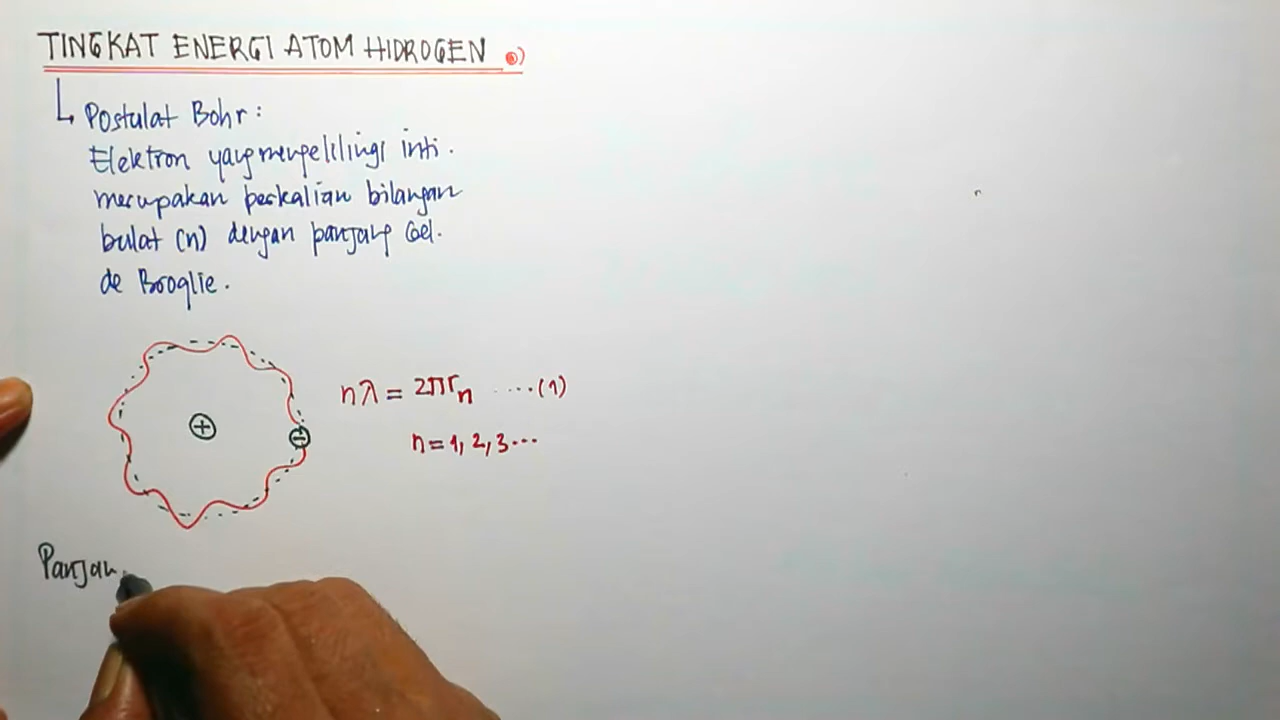 TINGKAT ENERGI ATOM HIDROGEN
Postulat Bohr :
Elektron yang mengelilingi inti .
merupakan perkalian bilangan
bulat (n) dengan panjang Gel.
de Broglie .
+
−
nλ = 2πrn ....(1)
n = 1, 2, 3 ...
Panjan